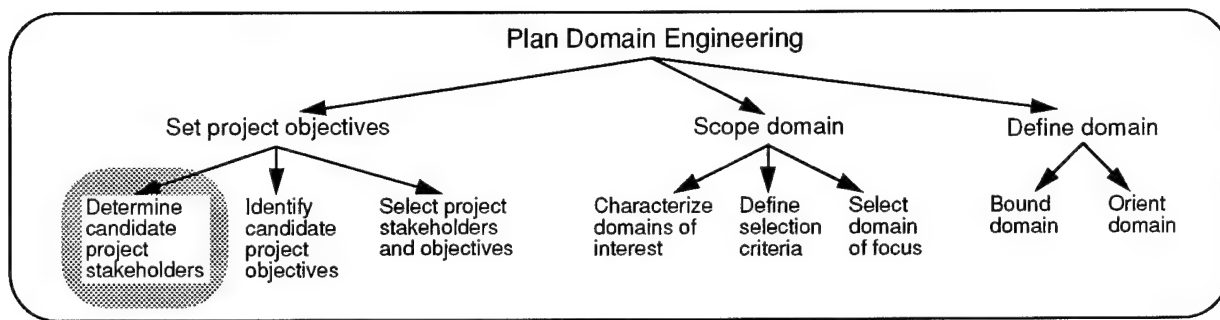 Plan Domain Engineering
Set project objectives
Scope domain
Define domain
Determine
candidate
project
stakeholders
Identify
candidate
project
objectives
Select project
stakeholders
and objectives
Characterize
domains of
interest
Define
selection
criteria
Select
domain
of focus
Bound
domain
Orient
domain